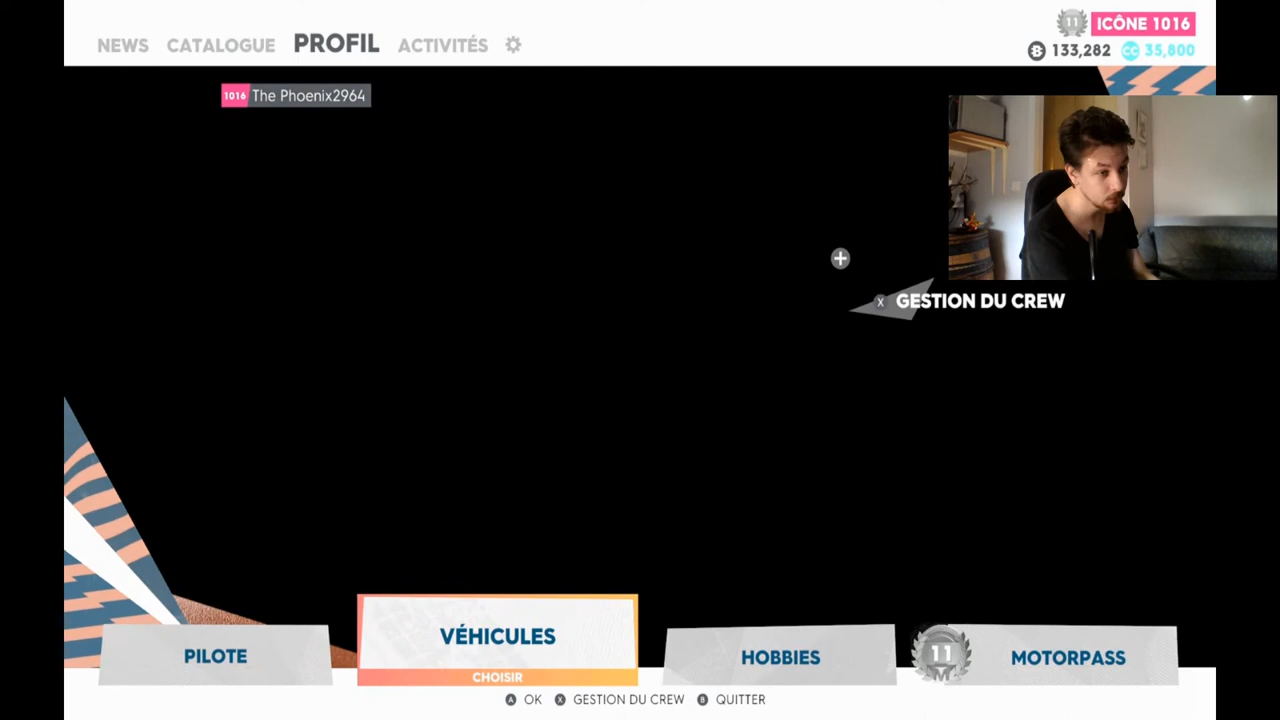 NEWS CATALOGUE PROFIL ACTIVITÉS
11 ICÔNE 1016
133,282 CC 35,800
1016 The Phoenix2964
X GESTION DU CREW
PILOTE
VÉHICULES
CHOISIR
HOBBIES
11 M MOTORPASS
A OK X GESTION DU CREW B QUITTER